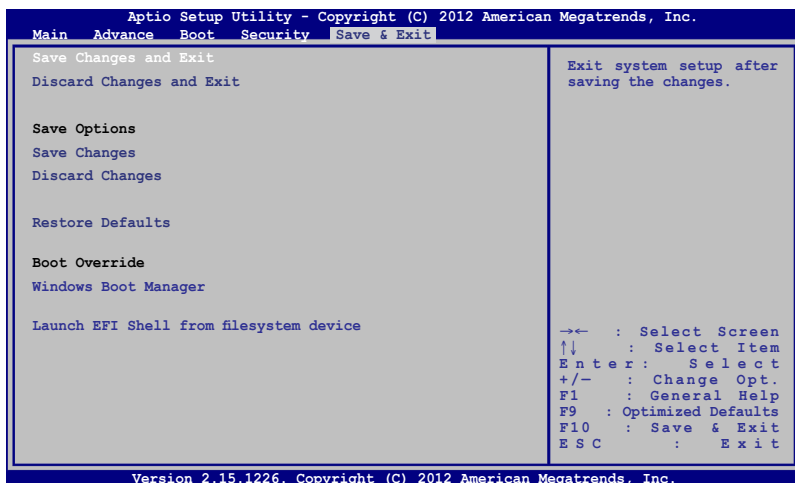 Aptio Setup Utility - Copyright (C) 2012 American Megatrends, Inc.
Main Advance Boot Security Save & Exit
Save Changes and Exit
Discard Changes and Exit
Save Options
Save Changes
Discard Changes
Restore Defaults
Boot Override
Windows Boot Manager
Launch EFI Shell from filesystem device
Exit system setup after
saving the changes.
→← : Select Screen
↑↓ : Select Item
Enter: Select
+/— : Change Opt.
F1 : General Help
F9 : Optimized Defaults
F10 : Save & Exit
ESC : Exit
Version 2.15.1226. Copyright (C) 2012 American Megatrends, Inc.